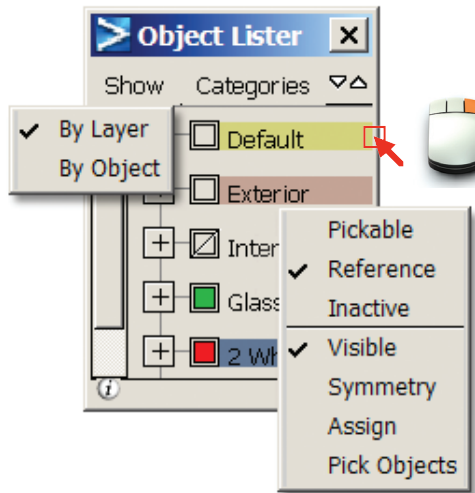 Object Lister
Show Categories
By Layer
By Object
Default
Exterior
Inter
Glass
2 Wh
Pickable
Reference
Inactive
Visible
Symmetry
Assign
Pick Objects
i